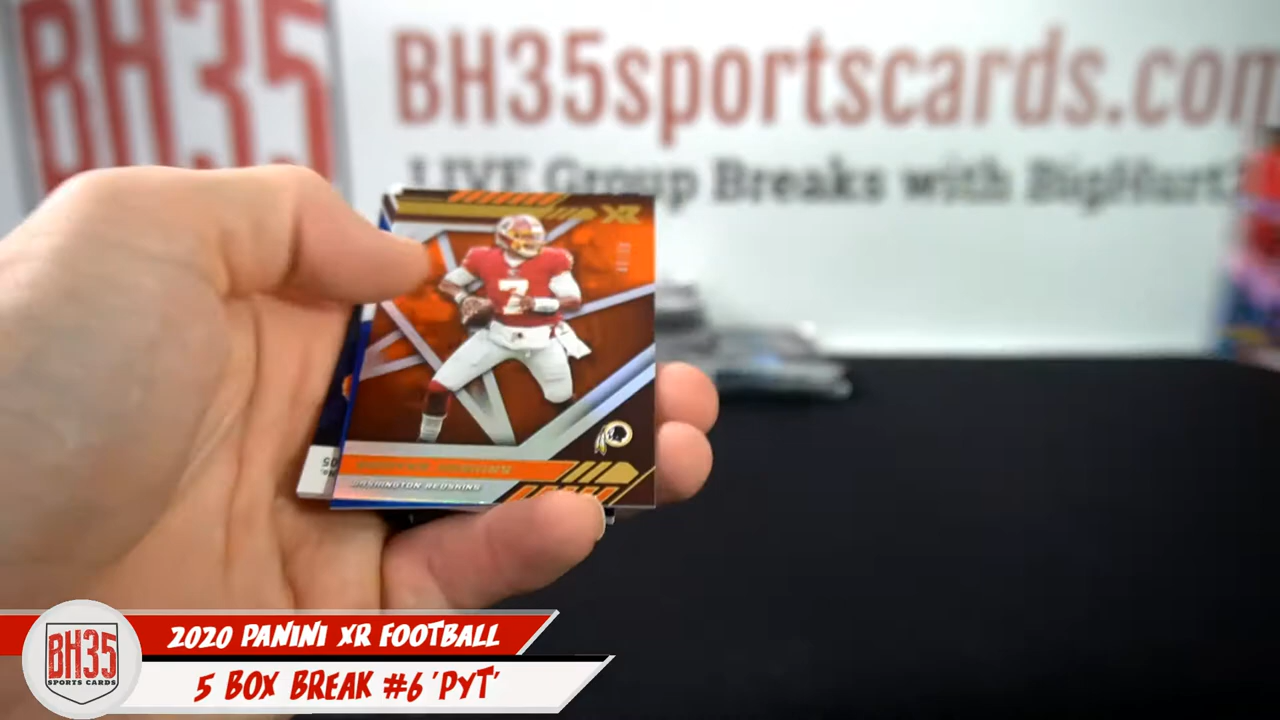 BH35
BH35sportscards.com
LIVE Group Breaks with BigHurt
XR
7
WASHINGTON REDSKINS
BH35
SPORTS CARDS
2020 PANINI XR FOOTBALL
5 BOX BREAK #6 'PYT'